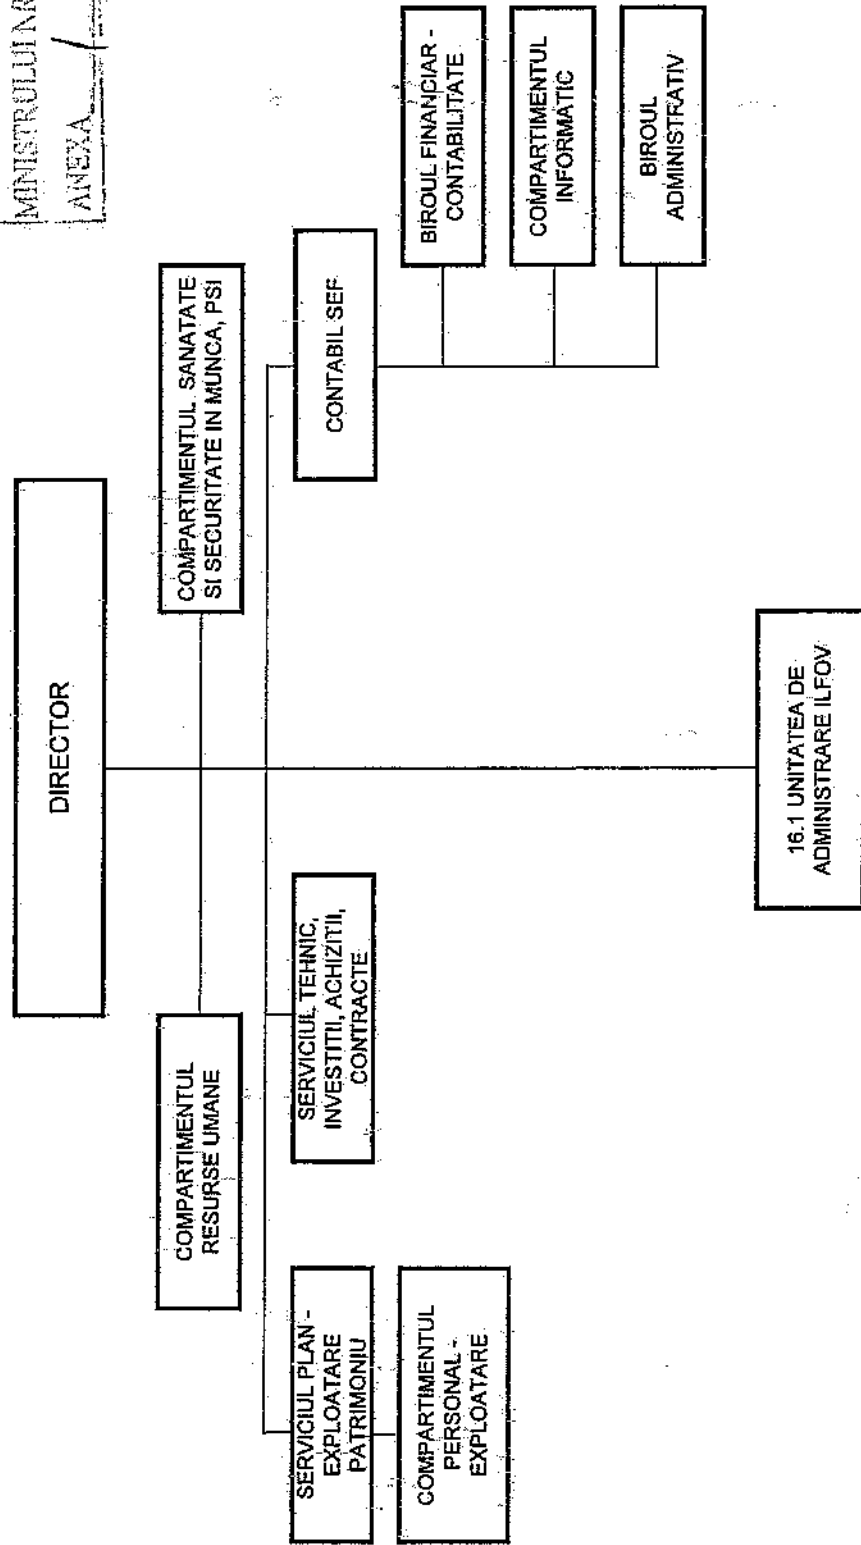 MINISTRULUI NR
ANEXA 1
DIRECTOR
COMPARTIMENTUL
RESURSE UMANE
COMPARTIMENTUL SANATATE
SI SECURITATE IN MUNCA, PSI
SERVICIUL PLAN -
EXPLOATARE
PATRIMONIU
SERVICIUL TEHNIC,
INVESTITII, ACHIZITII,
CONTRACTE
CONTABIL SEF
COMPARTIMENTUL
PERSONAL -
EXPLOATARE
BIROUL FINANCIAR -
CONTABILITATE
COMPARTIMENTUL
INFORMATIC
BIROUL
ADMINISTRATIV
16.1 UNITATEA DE
ADMINISTRARE ILFOV